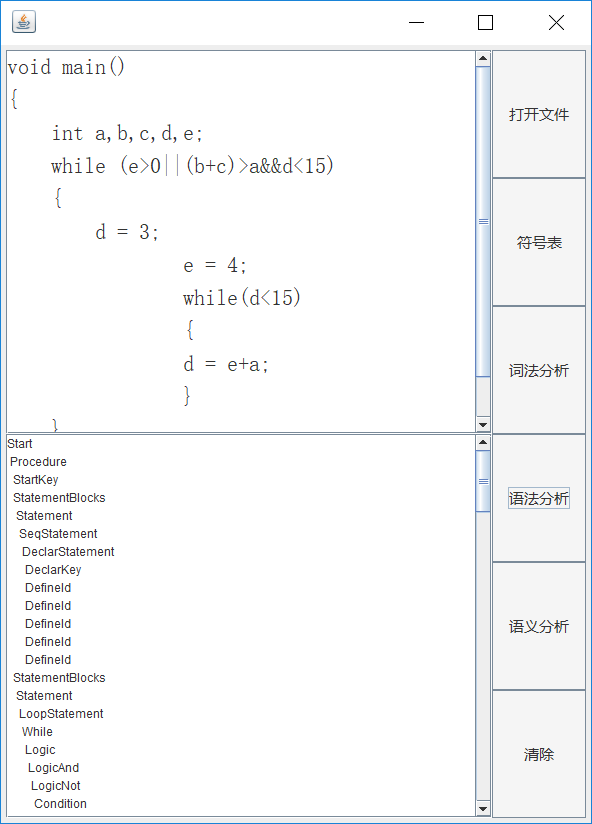 void main()
{
int a,b,c,d,e;
while (e>0||(b+c)>a&&d<15)
{
d = 3;
e = 4;
while(d<15)
{
d = e+a;
}
}
Start
Procedure
StartKey
StatementBlocks
Statement
SeqStatement
DeclarStatement
DeclarKey
DefineId
DefineId
DefineId
DefineId
DefineId
StatementBlocks
Statement
LoopStatement
While
Logic
LogicAnd
LogicNot
Condition
打开文件
符号表
词法分析
语法分析
语义分析
清除